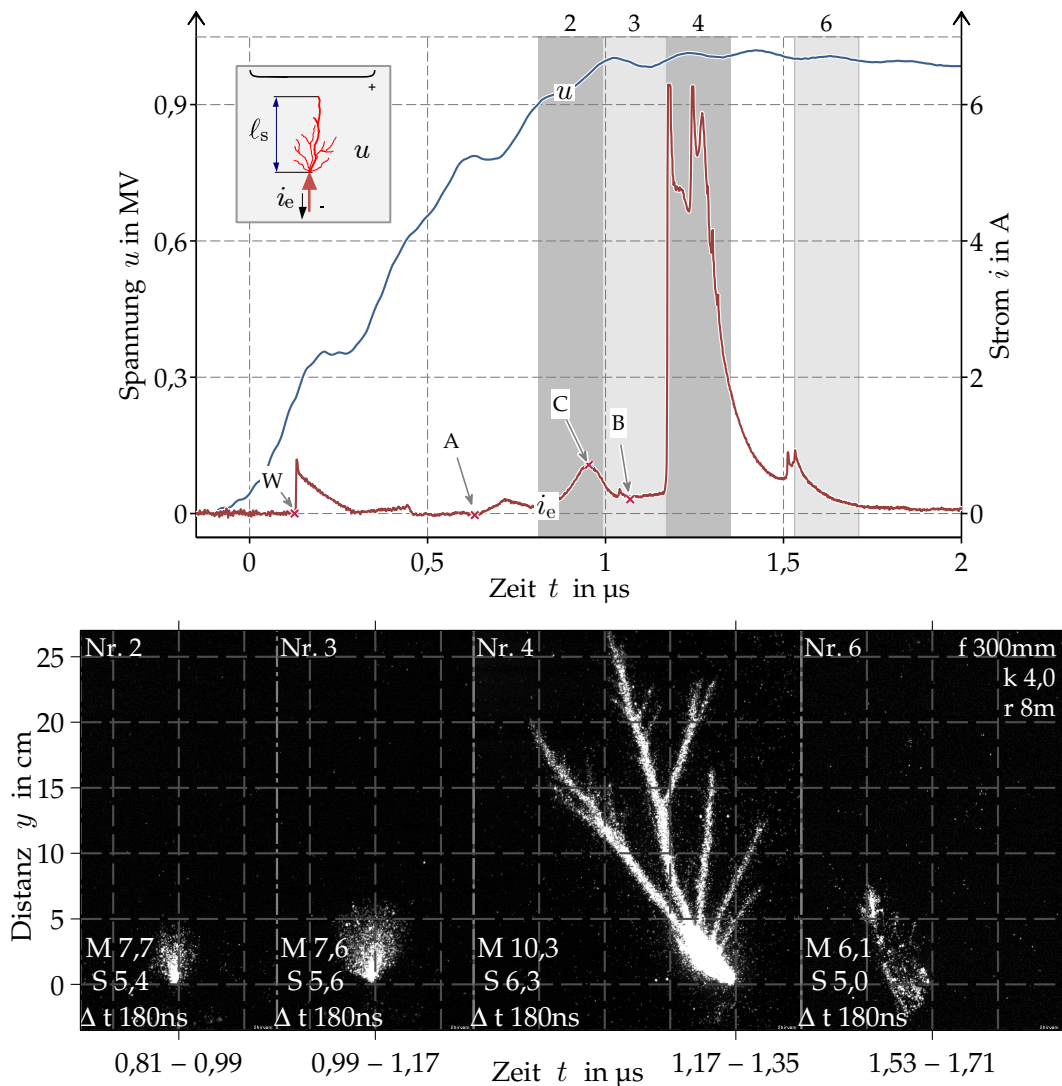 2 3 4 6
Spannung u in MV
0,9
0,6
0,3
0
6
4
2
0
Strom i in A
+
ℓs
u
ie
-
u
W
A
C
B
ie
0 0,5 1 1,5 2
Zeit t in µs
Nr. 2
Nr. 3
Nr. 4
Nr. 6
f 300mm
k 4,0
r 8m
Distanz y in cm
25
20
15
10
5
0
M 7,7
S 5,4
Δ t 180ns
M 7,6
S 5,6
Δ t 180ns
M 10,3
S 6,3
Δ t 180ns
M 6,1
S 5,0
Δ t 180ns
Shirvani
Shirvani
Shirvani
Shirvani
0,81 – 0,99 0,99 – 1,17 Zeit t in µs 1,17 – 1,35 1,53 – 1,71